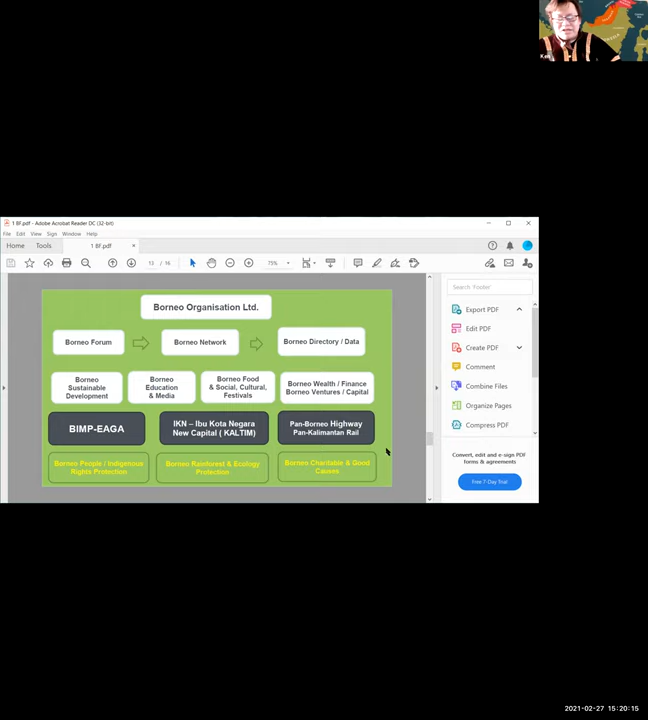 Ken
1 BF.pdf - Adobe Acrobat Reader DC (32-bit)
File Edit View Sign Window Help
Home Tools 1 BF.pdf ×
13 / 16 75%
Search 'Footer'
Export PDF
Edit PDF
Create PDF
Comment
Combine Files
Organize Pages
Compress PDF
Convert, edit and e-sign PDF
forms & agreements
Free 7-Day Trial
Borneo Organisation Ltd.
Borneo Forum
Borneo Network
Borneo Directory / Data
Borneo
Sustainable
Development
Borneo
Education
& Media
Borneo Food
& Social, Cultural,
Festivals
Borneo Wealth / Finance
Borneo Ventures / Capital
BIMP-EAGA
IKN – Ibu Kota Negara
New Capital ( KALTIM)
Pan-Borneo Highway
Pan-Kalimantan Rail
Borneo People / Indigenous
Rights Protection
Borneo Rainforest & Ecology
Protection
Borneo Charitable & Good
Causes
2021-02-27 15:20:15